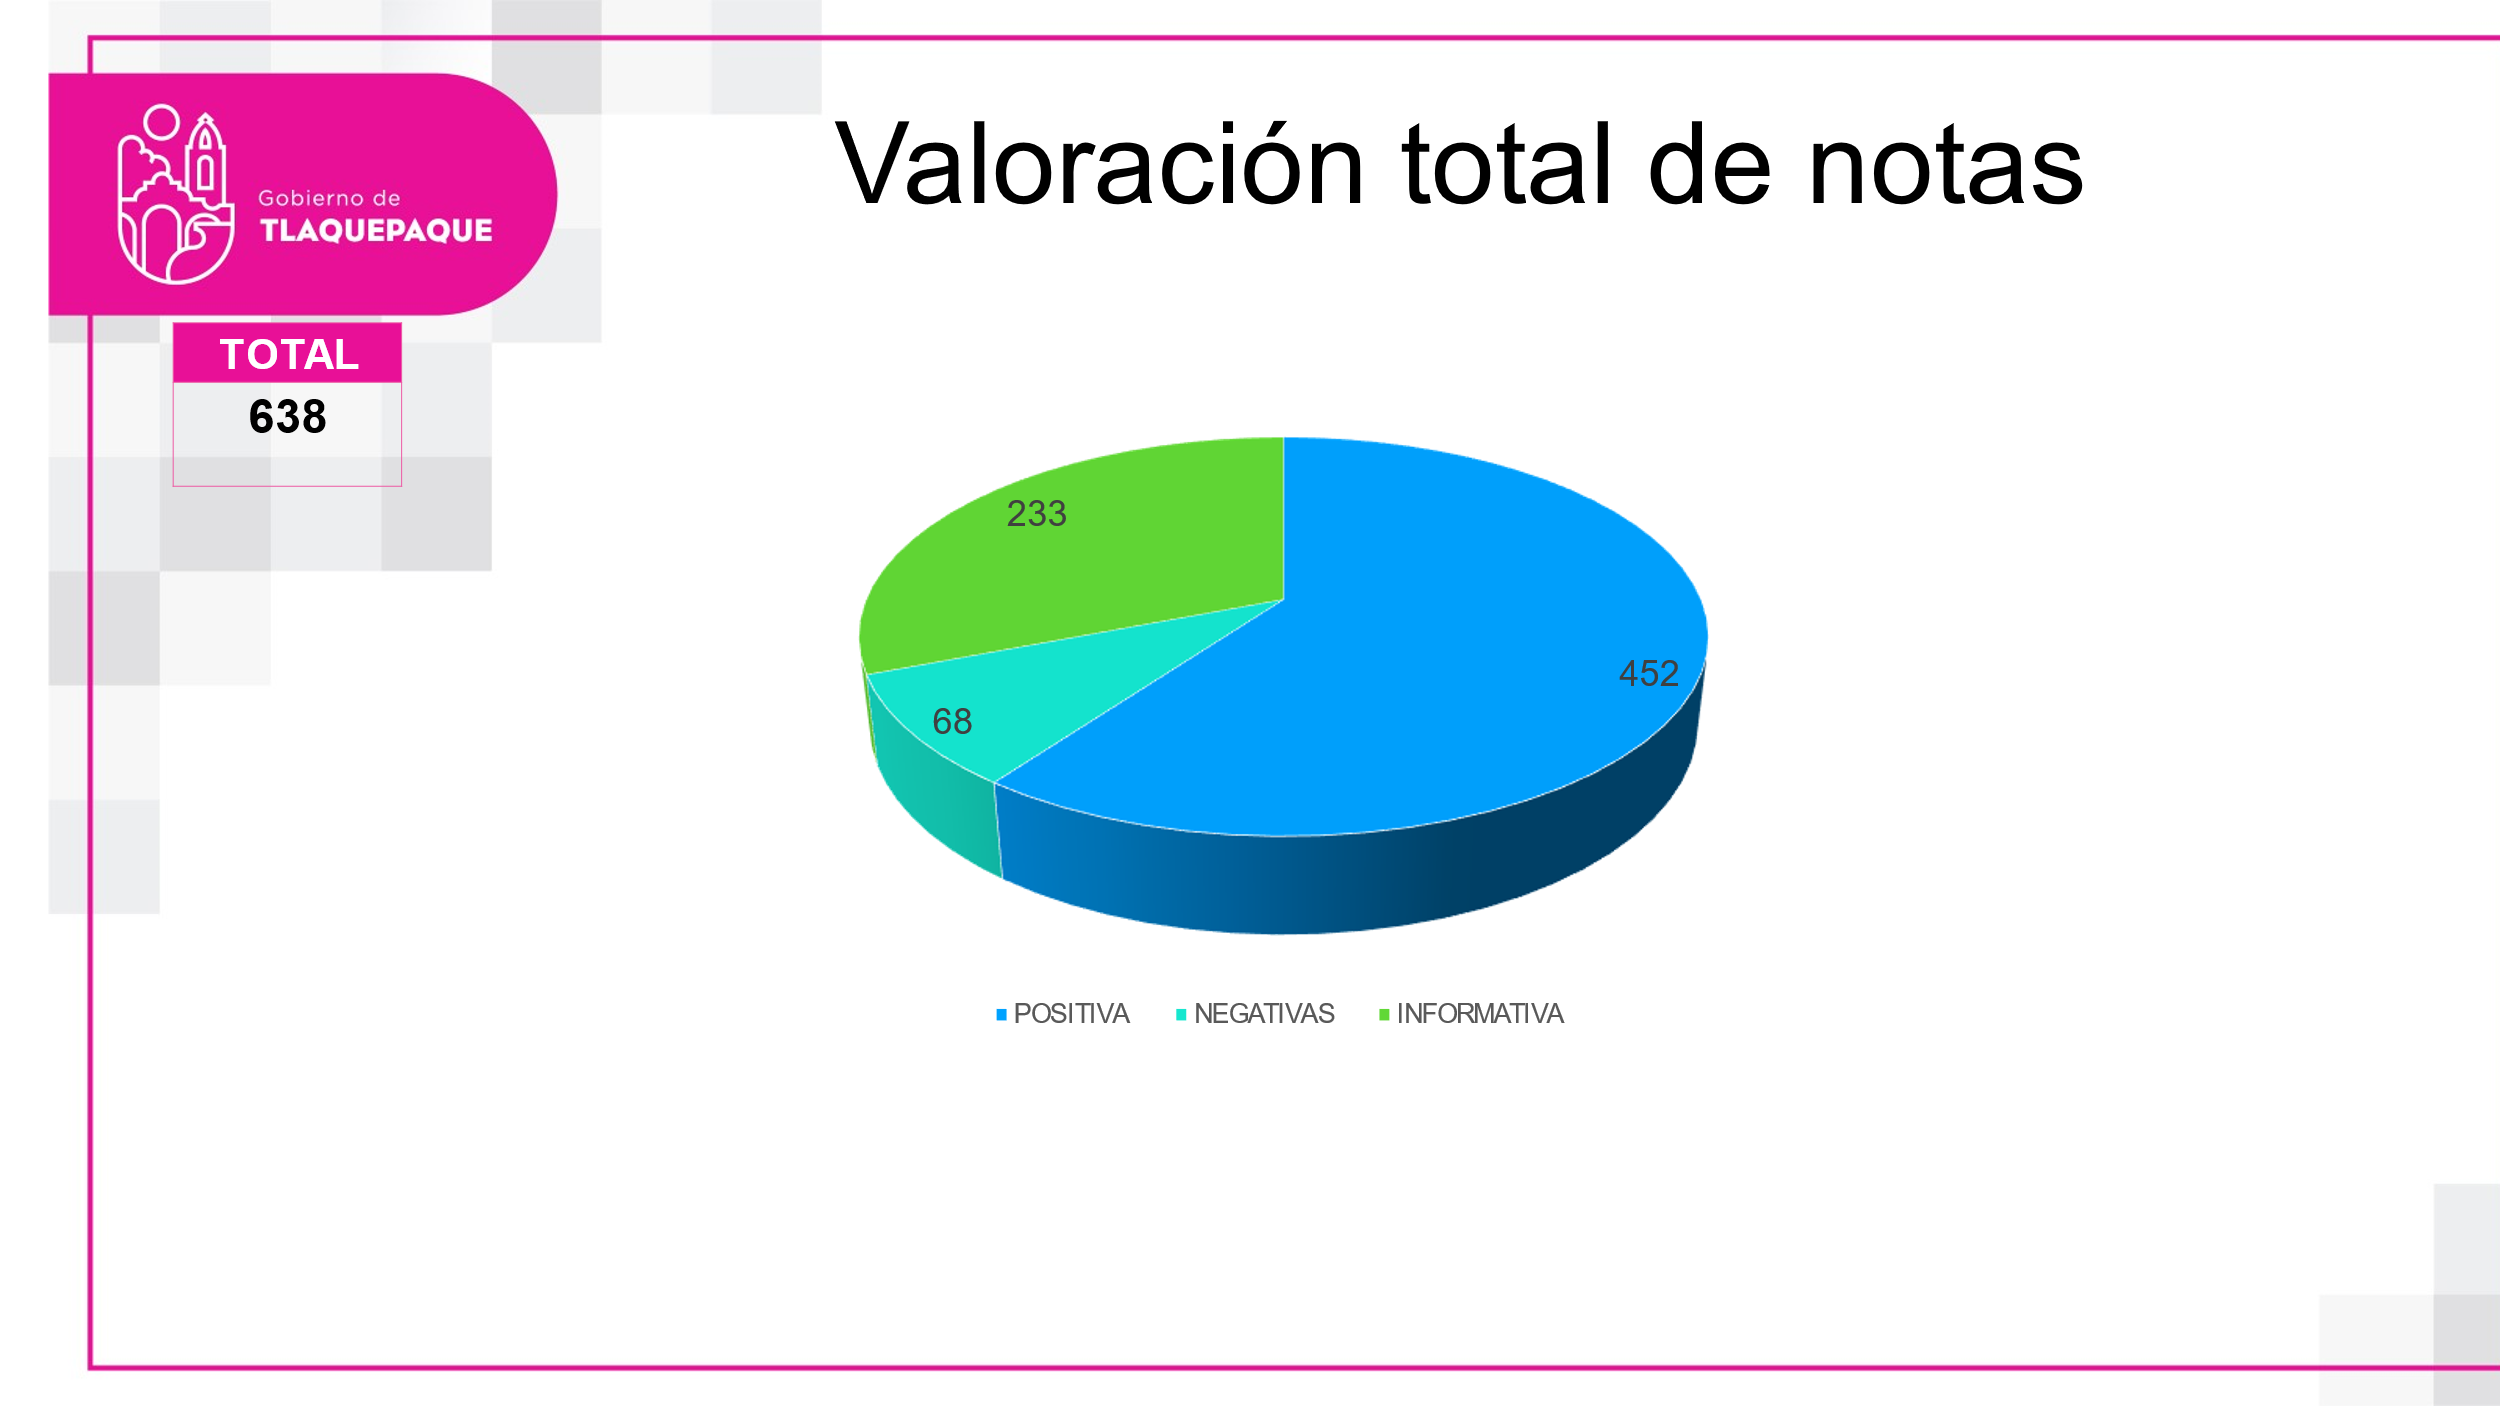 Valoración total de notas
Gobierno de
TLAQUEPAQUE
TOTAL
638
233
452
68
POSITIVA NEGATIVAS INFORMATIVA